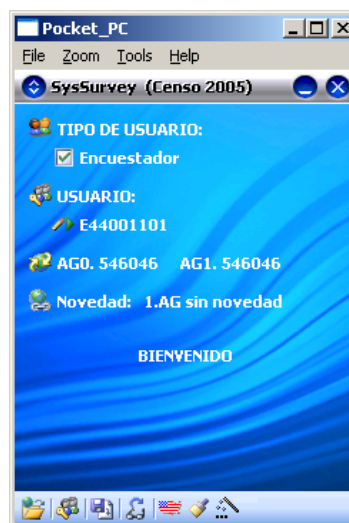 Pocket_PC
File Zoom Tools Help
SysSurvey (Censo 2005)
TIPO DE USUARIO:
Encuestador
USUARIO:
E44001101
AG0. 546046 AG1. 546046
Novedad: 1.AG sin novedad
BIENVENIDO